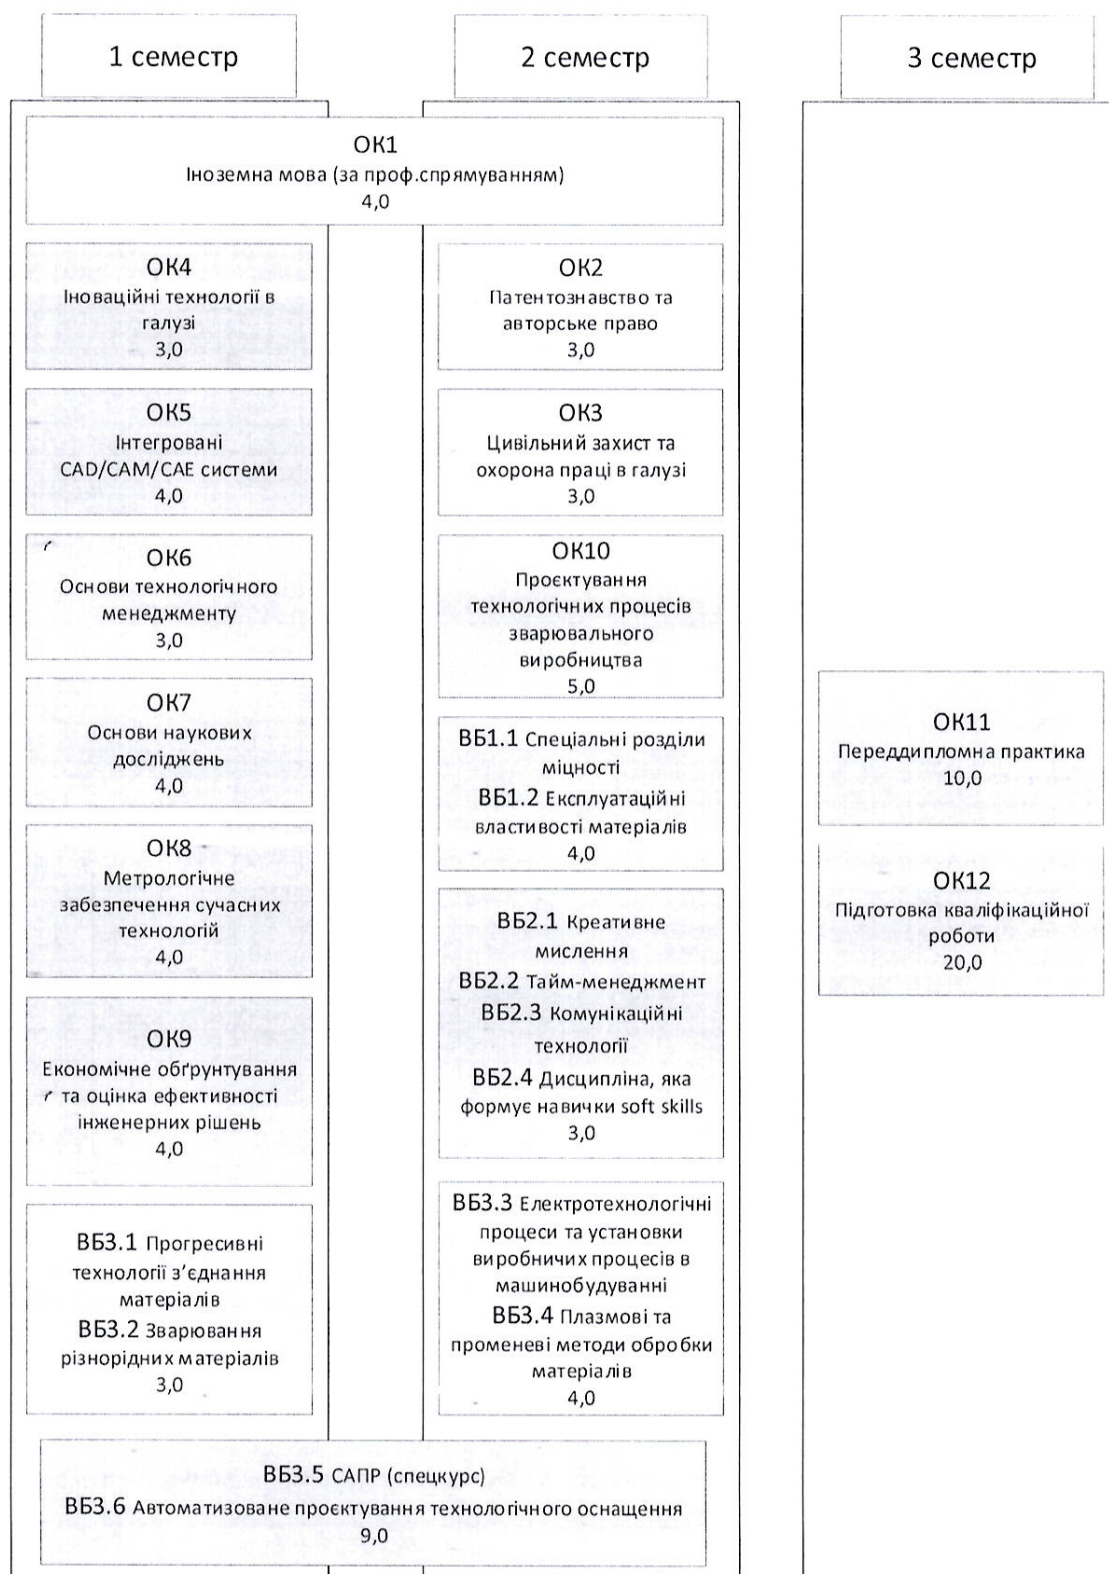 1 семестр
2 семестр
3 семестр
ОК1
Іноземна мова (за проф.спрямуванням)
4,0
ОК4
Іноваційні технології в
галузі
3,0
ОК5
Інтегровані
CAD/CAM/CAE системи
4,0
ОК6
Основи технологічного
менеджменту
3,0
ОК7
Основи наукових
досліджень
4,0
ОК8
Метрологічне
забезпечення сучасних
технологій
4,0
ОК9
Економічне обґрунтування
та оцінка ефективності
інженерних рішень
4,0
ВБ3.1 Прогресивні
технології з’єднання
матеріалів
ВБ3.2 Зварювання
різнорідних матеріалів
3,0
ОК2
Патентознавство та
авторське право
3,0
ОК3
Цивільний захист та
охорона праці в галузі
3,0
ОК10
Проєктування
технологічних процесів
зварювального
виробництва
5,0
ВБ1.1 Спеціальні розділи
міцності
ВБ1.2 Експлуатаційні
властивості матеріалів
4,0
ВБ2.1 Креативне
мислення
ВБ2.2 Тайм-менеджмент
ВБ2.3 Комунікаційні
технології
ВБ2.4 Дисципліна, яка
формує навички soft skills
3,0
ВБ3.3 Електротехнологічні
процеси та установки
виробничих процесів в
машинобудуванні
ВБ3.4 Плазмові та
променеві методи обробки
матеріалів
4,0
ВБ3.5 САПР (спецкурс)
ВБ3.6 Автоматизоване проєктування технологічного оснащення
9,0
ОК11
Переддипломна практика
10,0
ОК12
Підготовка кваліфікаційної
роботи
20,0